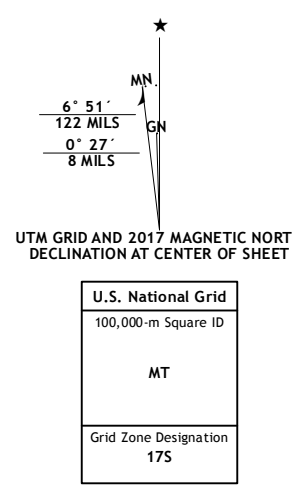 MN.
6° 51´
122 MILS
GN
0° 27´
8 MILS
UTM GRID AND 2017 MAGNETIC NORT
DECLINATION AT CENTER OF SHEET
U.S. National Grid
100,000-m Square ID
MT
Grid Zone Designation
17S